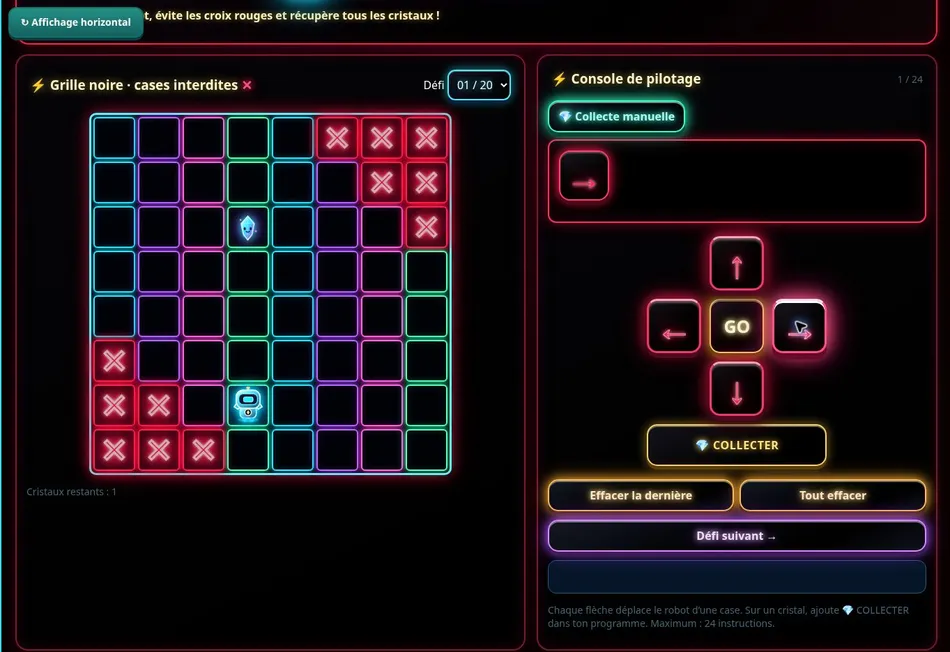 t, évite les croix rouges et récupère tous les cristaux !
↻ Affichage horizontal
⚡ Grille noire · cases interdites ❌
Défi 01 / 20
Cristaux restants : 1
⚡ Console de pilotage
1 / 24
💎 Collecte manuelle
→
↑
← GO →
↓
💎 COLLECTER
Effacer la dernière
Tout effacer
Défi suivant →
Chaque flèche déplace le robot d’une case. Sur un cristal, ajoute 💎 COLLECTER
dans ton programme. Maximum : 24 instructions.